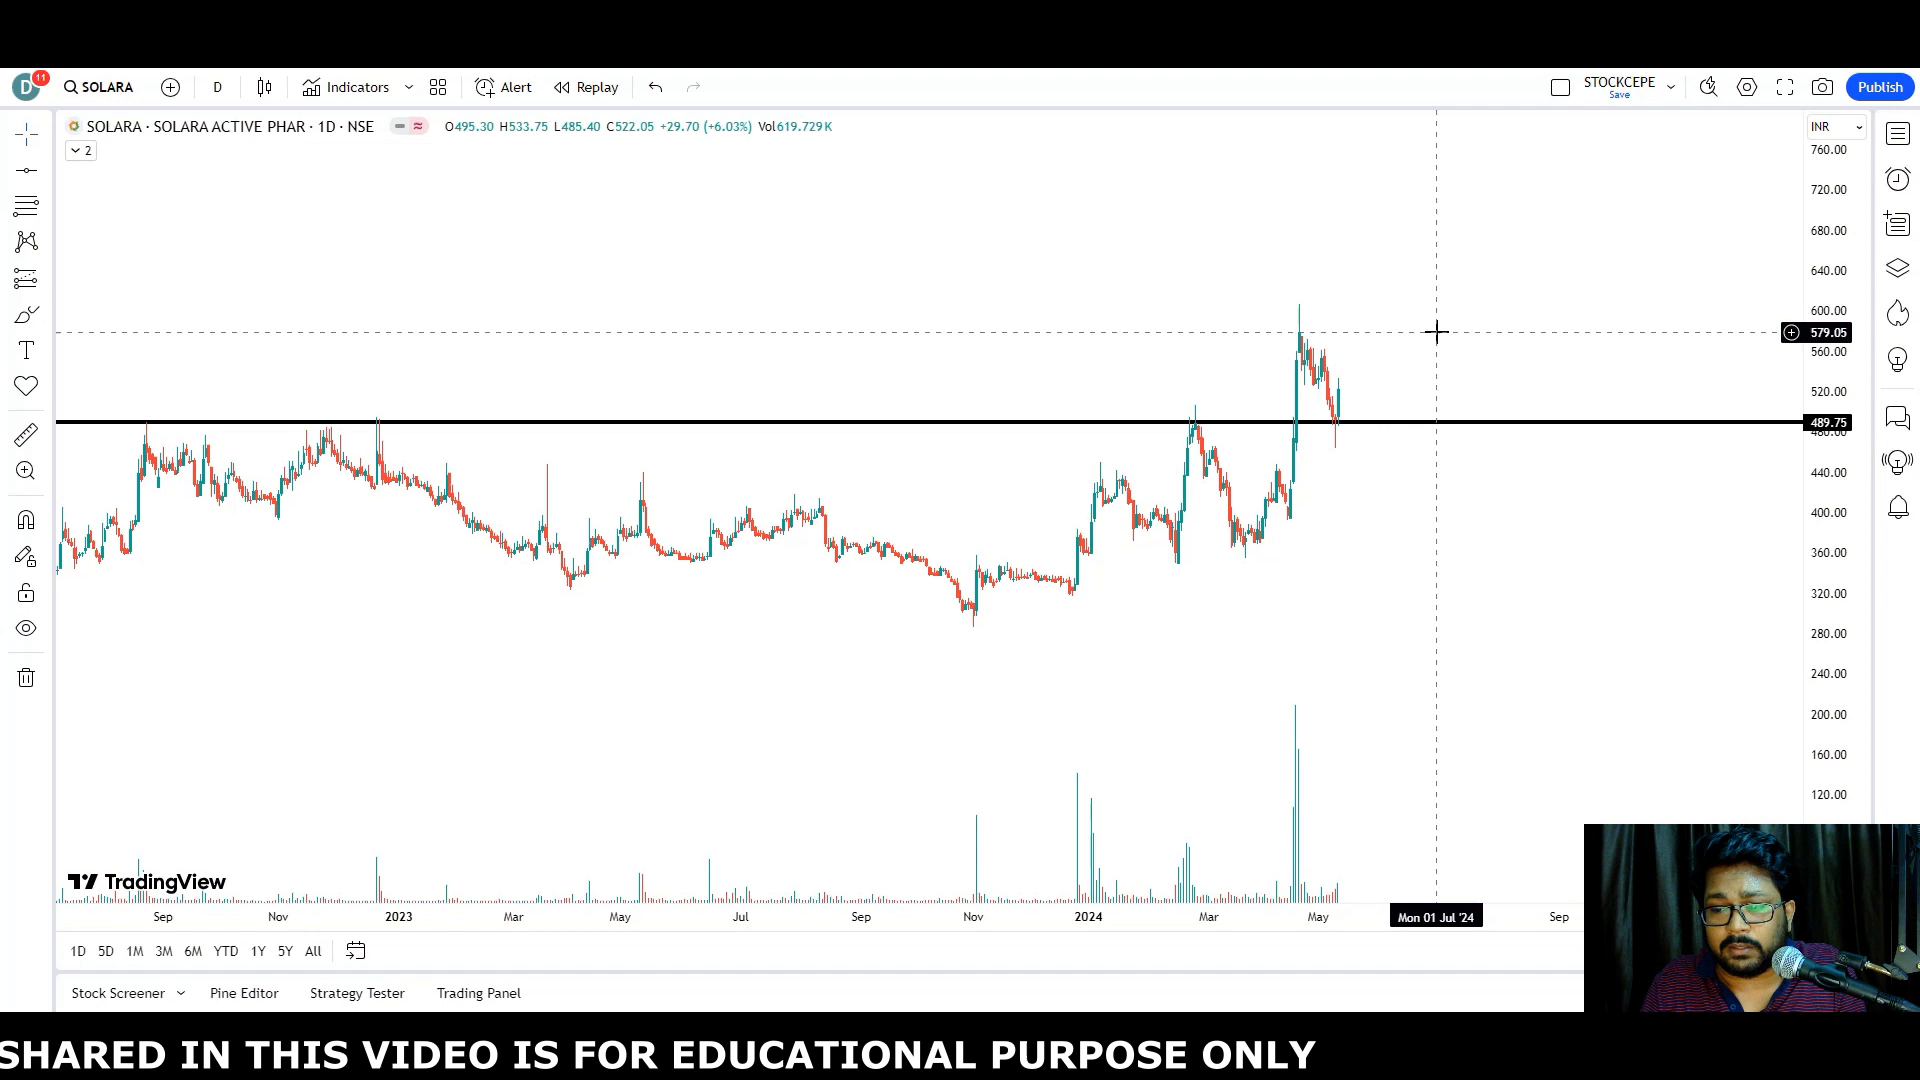 D 11 SOLARA D Indicators Alert Replay STOCKCEPE Save Publish
SOLARA · SOLARA ACTIVE PHAR · 1D · NSE O495.30 H533.75 L485.40 C522.05 +29.70 (+6.03%) Vol619.729K INR
2
760.00
720.00
680.00
640.00
600.00
579.05
560.00
520.00
489.75
480.00
440.00
400.00
360.00
320.00
280.00
240.00
200.00
160.00
120.00
TradingView
Sep Nov 2023 Mar May Jul Sep Nov 2024 Mar May Mon 01 Jul '24 Sep
1D 5D 1M 3M 6M YTD 1Y 5Y All
Stock Screener Pine Editor Strategy Tester Trading Panel
SHARED IN THIS VIDEO IS FOR EDUCATIONAL PURPOSE ONLY